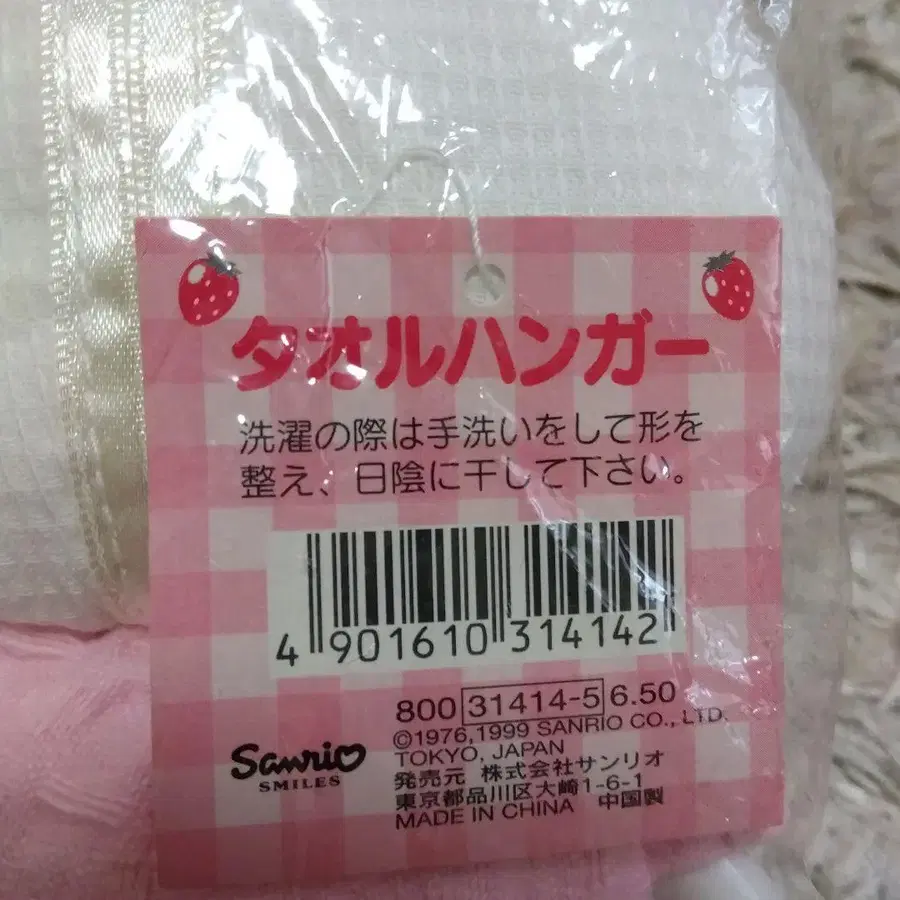 タオルハンガー
洗濯の際は手洗いをして形を
整え、日陰に干して下さい。
4 901610 314142
800 31414-5 6.50
©1976,1999 SANRIO CO., LTD.
TOKYO, JAPAN
発売元 株式会社サンリオ
東京都品川区大崎1-6-1
MADE IN CHINA 中国製
Sanrio
SMILES